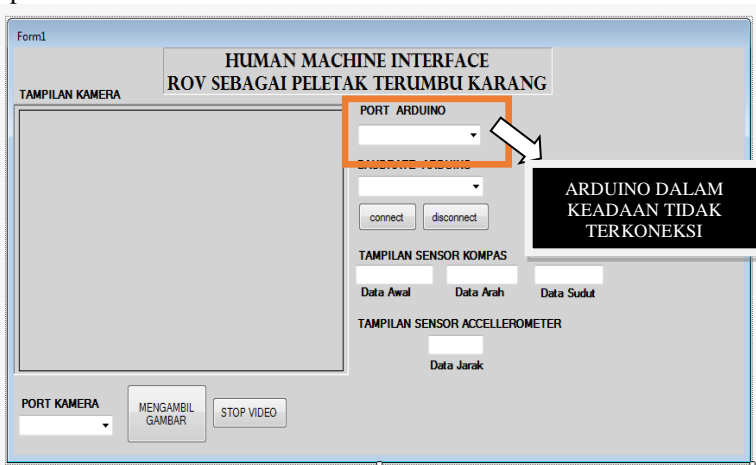 Form1
HUMAN MACHINE INTERFACE
ROV SEBAGAI PELETAK TERUMBU KARANG
TAMPILAN KAMERA
PORT ARDUINO
BAUDRATE ARDUINO
connect
disconnect
ARDUINO DALAM
KEADAAN TIDAK
TERKONEKSI
TAMPILAN SENSOR KOMPAS
Data Awal
Data Arah
Data Sudut
TAMPILAN SENSOR ACCELLEROMETER
Data Jarak
PORT KAMERA
MENGAMBIL
GAMBAR
STOP VIDEO